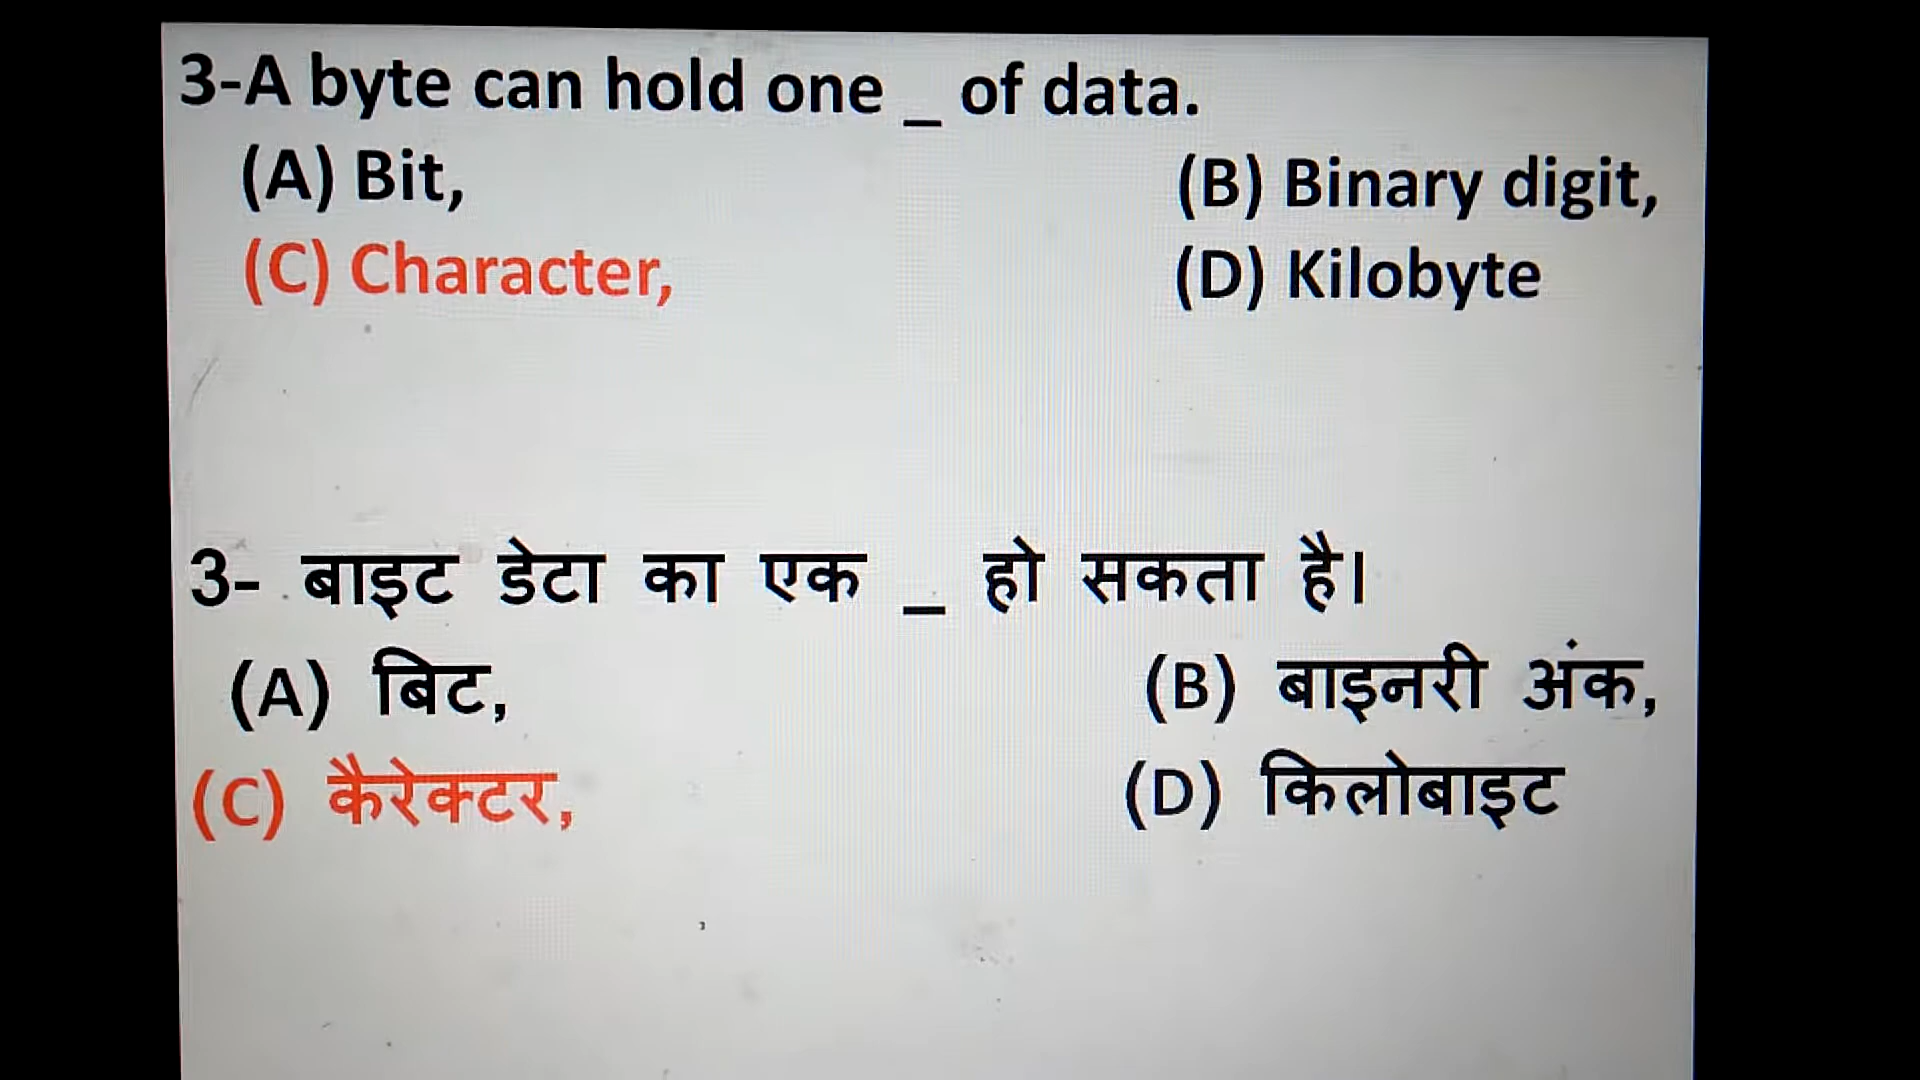 3-A byte can hold one _ of data.
(A) Bit, (B) Binary digit,
(C) Character, (D) Kilobyte
3- बाइट डेटा का एक _ हो सकता है।
(A) बिट, (B) बाइनरी अंक,
(C) कैरेक्टर, (D) किलोबाइट